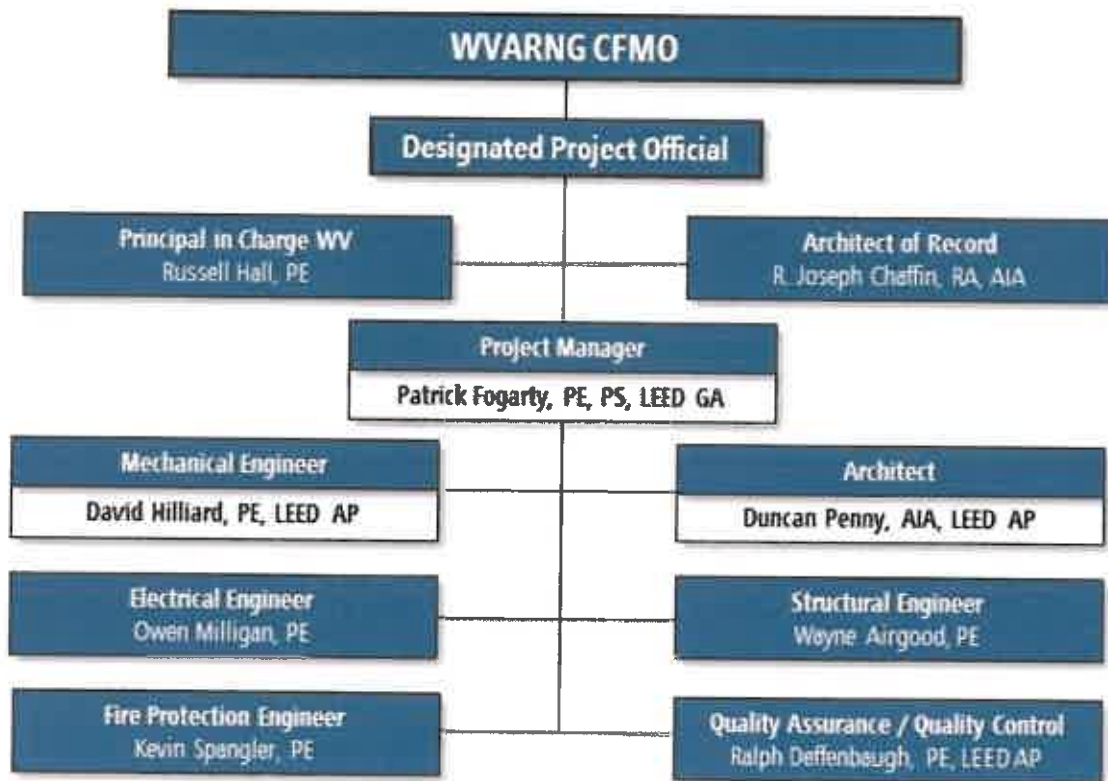 WVARNG CFMO
Designated Project Official
Principal in Charge WV
Russell Hall, PE
Architect of Record
R. Joseph Chaffin, RA, AIA
Project Manager
Patrick Fogarty, PE, PS, LEED GA
Mechanical Engineer
David Hilliard, PE, LEED AP
Architect
Duncan Penny, AIA, LEED AP
Electrical Engineer
Owen Milligan, PE
Structural Engineer
Wayne Airgood, PE
Fire Protection Engineer
Kevin Spangler, PE
Quality Assurance / Quality Control
Ralph Deffenbaugh, PE, LEED AP